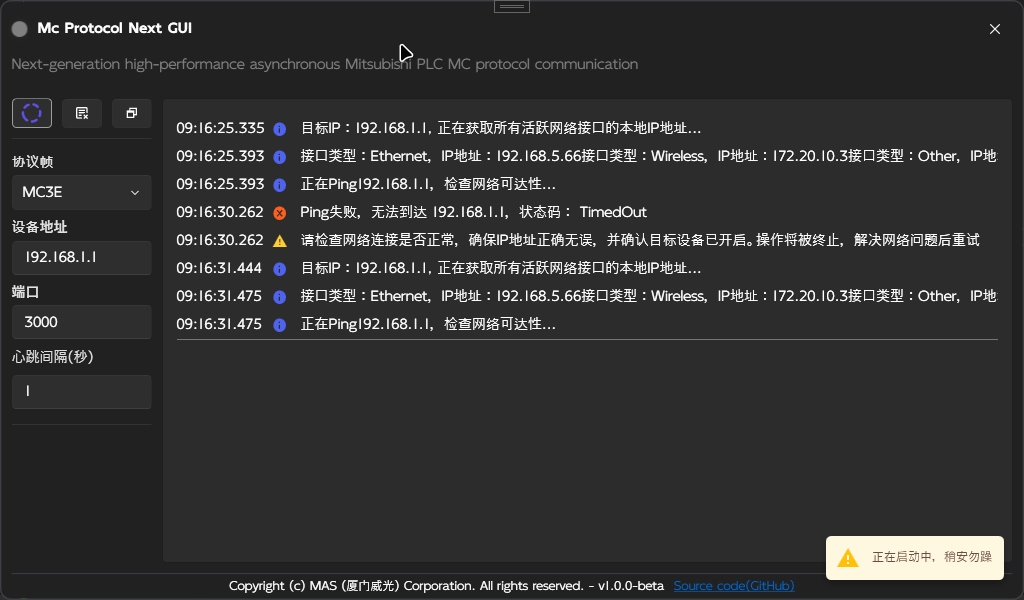 Mc Protocol Next GUI
Next-generation high-performance asynchronous Mitsubishi PLC MC protocol communication
协议帧
MC3E
设备地址
192.168.1.1
端口
3000
心跳间隔(秒)
1
09:16:25.335 目标IP：192.168.1.1, 正在获取所有活跃网络接口的本地IP地址...
09:16:25.393 接口类型：Ethernet, IP地址：192.168.5.66接口类型：Wireless, IP地址：172.20.10.3接口类型：Other, IP地
09:16:25.393 正在Ping192.168.1.1, 检查网络可达性...
09:16:30.262 Ping失败, 无法到达 192.168.1.1, 状态码： TimedOut
09:16:30.262 请检查网络连接是否正常, 确保IP地址正确无误, 并确认目标设备已开启。操作将被终止, 解决网络问题后重试
09:16:31.444 目标IP：192.168.1.1, 正在获取所有活跃网络接口的本地IP地址...
09:16:31.475 接口类型：Ethernet, IP地址：192.168.5.66接口类型：Wireless, IP地址：172.20.10.3接口类型：Other, IP地
09:16:31.475 正在Ping192.168.1.1, 检查网络可达性...
正在启动中, 稍安勿躁
Copyright (c) MAS (厦门威光) Corporation. All rights reserved. - v1.0.0-beta Source code(GitHub)